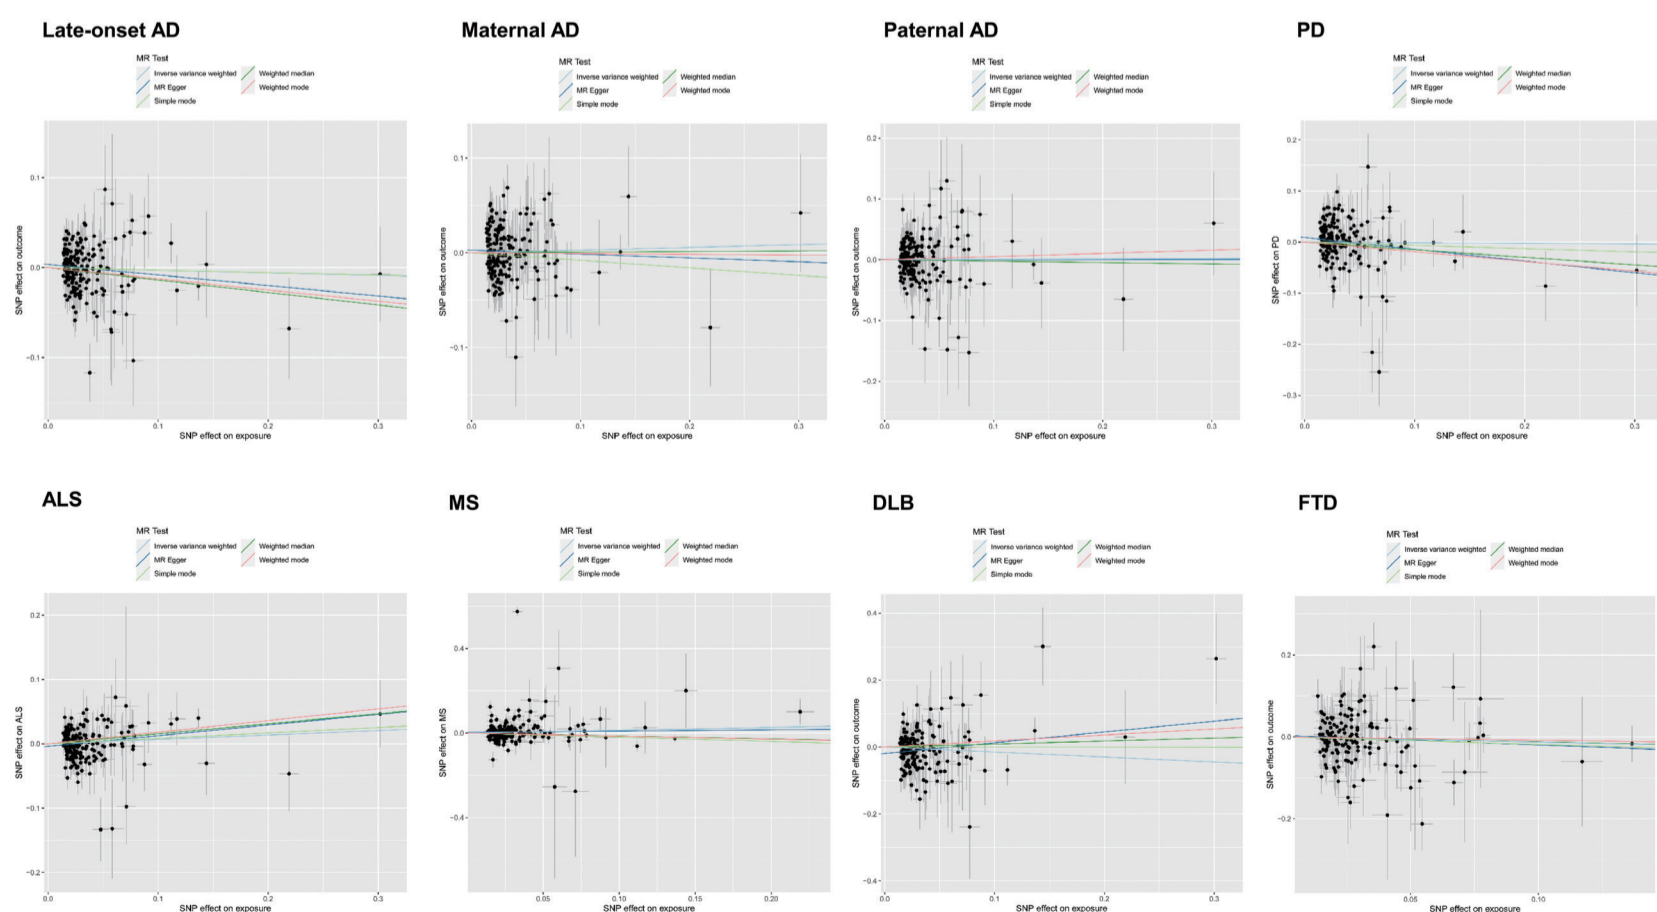 Late-onset AD
MR Test
Inverse variance weighted
Weighted median
MR Egger
Weighted mode
Simple mode
SNP effect on outcome
0.1
0.0
−0.1
0.0
0.1
0.2
0.3
SNP effect on exposure
Maternal AD
MR Test
Inverse variance weighted
Weighted median
MR Egger
Weighted mode
Simple mode
SNP effect on outcome
0.1
0.0
−0.1
0.0
0.1
0.2
0.3
SNP effect on exposure
Paternal AD
MR Test
Inverse variance weighted
Weighted median
MR Egger
Weighted mode
Simple mode
SNP effect on outcome
0.2
0.1
0.0
−0.1
−0.2
0.0
0.1
0.2
0.3
SNP effect on exposure
PD
MR Test
Inverse variance weighted
Weighted median
MR Egger
Weighted mode
Simple mode
SNP effect on PD
0.2
0.1
0.0
−0.1
−0.2
−0.3
0.0
0.1
0.2
0.3
SNP effect on exposure
ALS
MR Test
Inverse variance weighted
Weighted median
MR Egger
Weighted mode
Simple mode
SNP effect on ALS
0.2
0.1
0.0
−0.1
−0.2
0.0
0.1
0.2
0.3
SNP effect on exposure
MS
MR Test
Inverse variance weighted
Weighted median
MR Egger
Weighted mode
Simple mode
SNP effect on MS
0.4
0.0
−0.4
0.05
0.10
0.15
0.20
SNP effect on exposure
DLB
MR Test
Inverse variance weighted
Weighted median
MR Egger
Weighted mode
Simple mode
SNP effect on outcome
0.4
0.2
0.0
−0.2
−0.4
0.0
0.1
0.2
0.3
SNP effect on exposure
FTD
MR Test
Inverse variance weighted
Weighted median
MR Egger
Weighted mode
Simple mode
SNP effect on outcome
0.2
0.0
−0.2
0.05
0.10
SNP effect on exposure